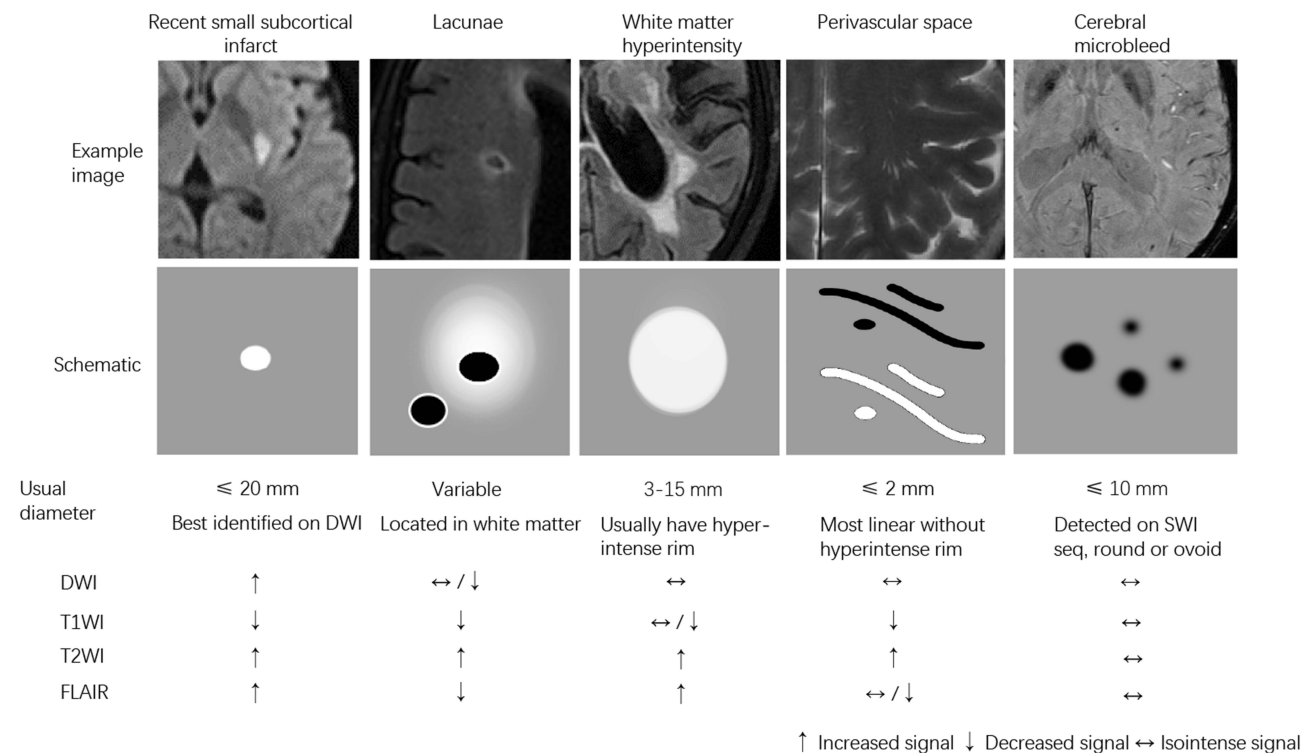 Recent small subcortical
infarct
Lacunae
White matter
hyperintensity
Perivascular space
Cerebral
microbleed
Example
image
Schematic
Usual
diameter
⩽ 20 mm
Variable
3-15 mm
⩽ 2 mm
⩽ 10 mm
Best identified on DWI
Located in white matter
Usually have hyper-
intense rim
Most linear without
hyperintense rim
Detected on SWI
seq, round or ovoid
DWI ↑ ↔ / ↓ ↔ ↔ ↔
T1WI ↓ ↓ ↔ / ↓ ↓ ↔
T2WI ↑ ↑ ↑ ↑ ↔
FLAIR ↑ ↓ ↑ ↔ / ↓ ↔
↑ Increased signal ↓ Decreased signal ↔ Isointense signal